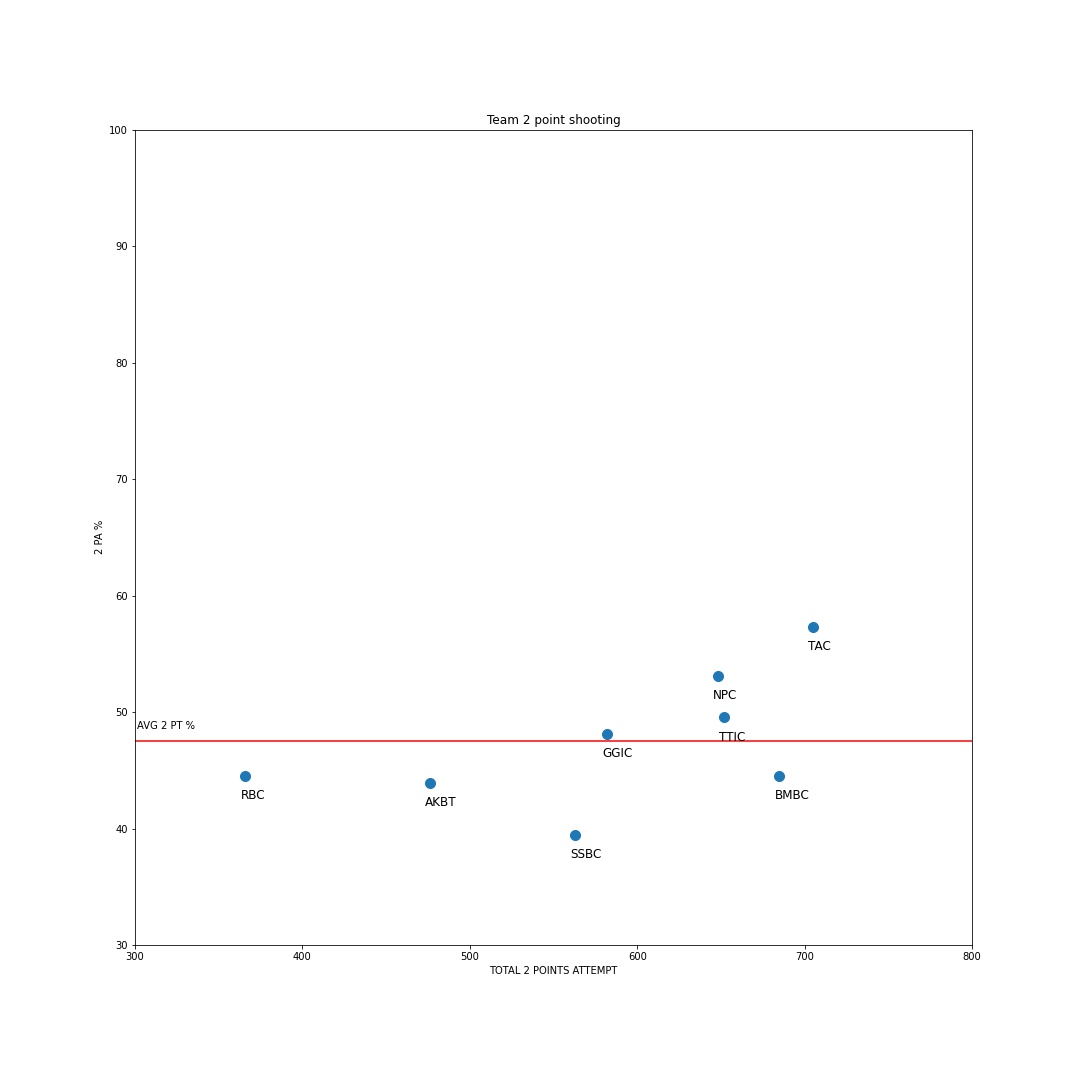 Team 2 point shooting
100
90
80
70
60
50
40
30
2 PA %
AVG 2 PT %
TAC
NPC
TTIC
GGIC
RBC
AKBT
BMBC
SSBC
300 400 500 600 700 800
TOTAL 2 POINTS ATTEMPT